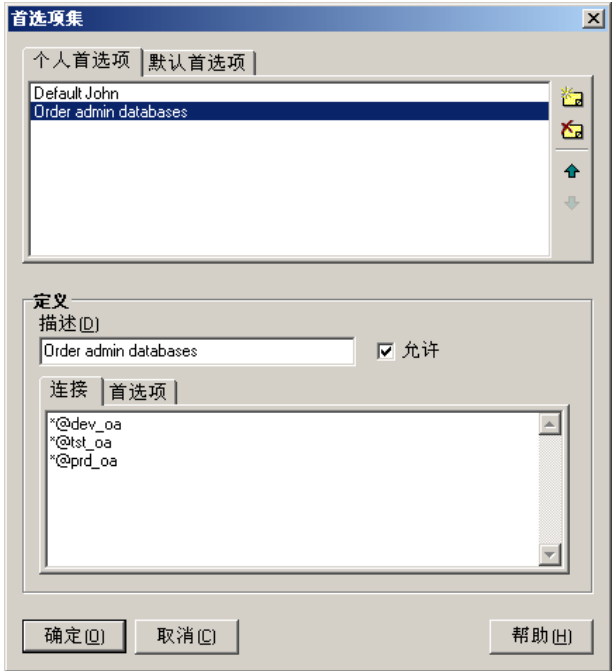 首选项集
个人首选项 默认首选项
Default John
Order admin databases
定义
描述(D)
Order admin databases 允许
连接 首选项
*@dev_oa
*@tst_oa
*@prd_oa
确定(O) 取消(C) 帮助(H)